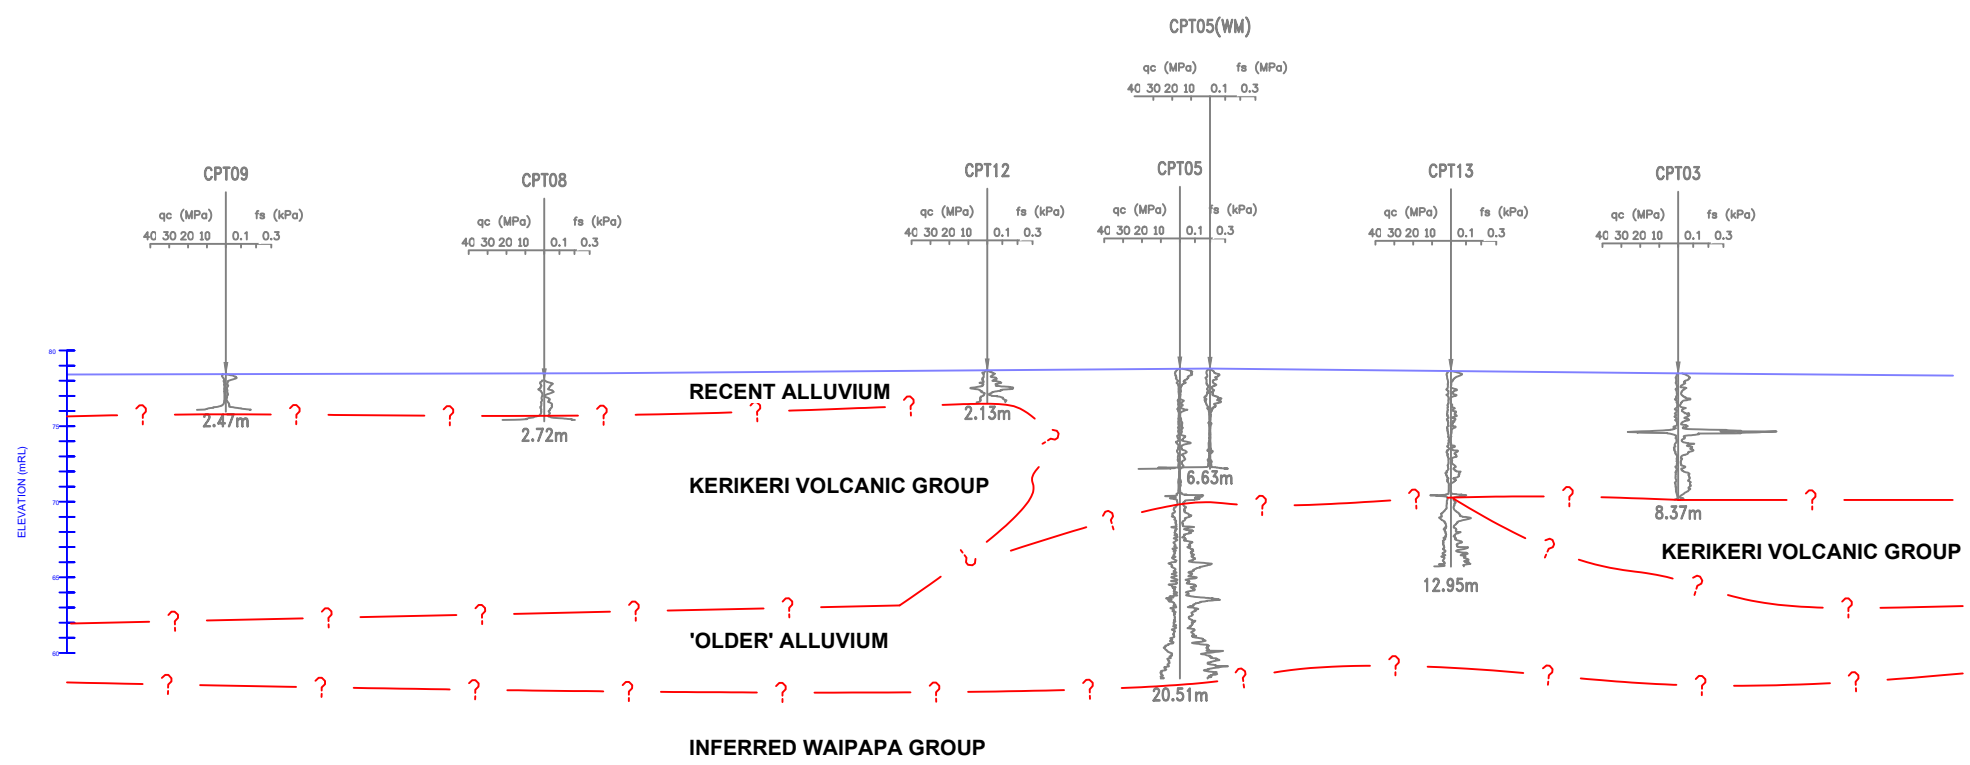 CPT05(WM)
qc (MPa) fs (MPa)
40 30 20 10 0.1 0.3
CPT09
qc (MPa) fs (kPa)
40 30 20 10 0.1 0.3
CPT08
qc (MPa) fs (kPa)
40 30 20 10 0.1 0.3
CPT12
qc (MPa) fs (kPa)
40 30 20 10 0.1 0.3
CPT05
qc (MPa) fs (kPa)
40 30 20 10 0.1 0.3
CPT13
qc (MPa) fs (kPa)
40 30 20 10 0.1 0.3
CPT03
qc (MPa) fs (kPa)
40 30 20 10 0.1 0.3
ELEVATION (mRL)
80
75
70
65
60
RECENT ALLUVIUM
? ? ? ? ? ? ?
2.47m
2.72m
2.13m
KERIKERI VOLCANIC GROUP
6.63m
? ? ? ? ? ?
8.37m
KERIKERI VOLCANIC GROUP
? ? ?
12.95m
? ? ? ? ?
'OLDER' ALLUVIUM
? ? ? ? ? ? ? ? ? ? ? ?
20.51m
INFERRED WAIPAPA GROUP